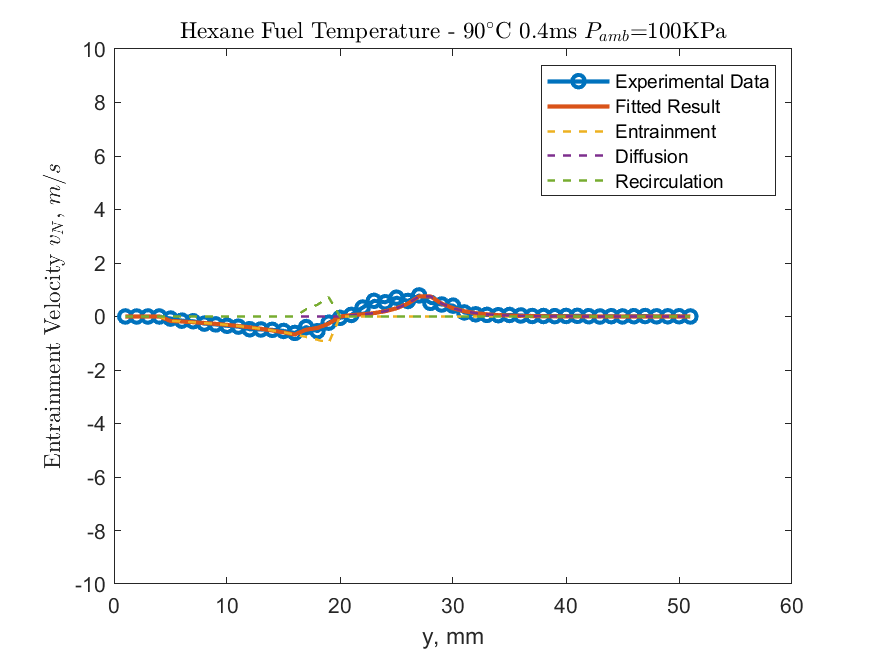 Hexane Fuel Temperature - 90°C 0.4ms P_amb=100KPa
10
8
6
4
2
0
-2
-4
-6
-8
-10
Entrainment Velocity v_N, m/s
Experimental Data
Fitted Result
Entrainment
Diffusion
Recirculation
0 10 20 30 40 50 60
y, mm